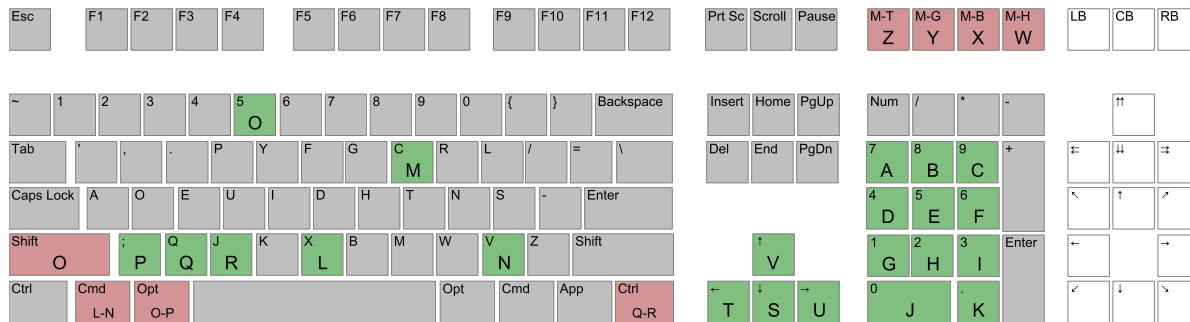 Esc F1 F2 F3 F4 F5 F6 F7 F8 F9 F10 F11 F12 Prt Sc Scroll Pause M-T M-G M-B M-H LB CB RB
Z Y X W
~ 1 2 3 4 5 6 7 8 9 0 { } Backspace Insert Home PgUp Num / * - ⇈
O
Tab ' , . P Y F G C R L / = \ Del End PgDn 7 8 9 + ⇇ ⇊ ⇉
M A B C
Caps Lock A O E U I D H T N S - Enter 4 5 6 ↖ ↑ ↗
D E F
Shift ; Q J K X B M W V Z Shift ↑ 1 2 3 Enter ← →
O P Q R L N V G H I
Ctrl Cmd Opt Opt Cmd App Ctrl ← ↓ → 0 . ↙ ↓ ↘
L-N O-P Q-R T S U J K